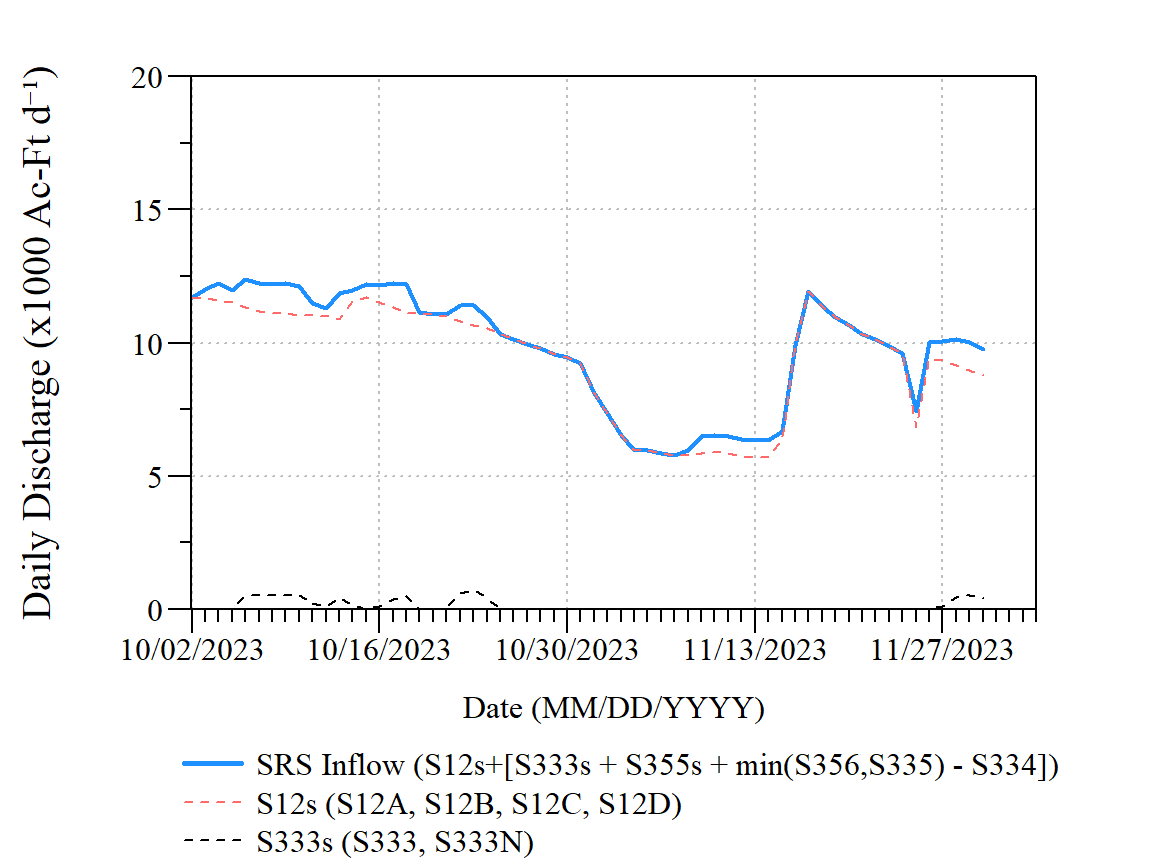 Daily Discharge (x1000 Ac-Ft d⁻¹)
20
15
10
5
0
10/02/2023 10/16/2023 10/30/2023 11/13/2023 11/27/2023
Date (MM/DD/YYYY)
SRS Inflow (S12s+[S333s + S355s + min(S356,S335) - S334])
S12s (S12A, S12B, S12C, S12D)
S333s (S333, S333N)